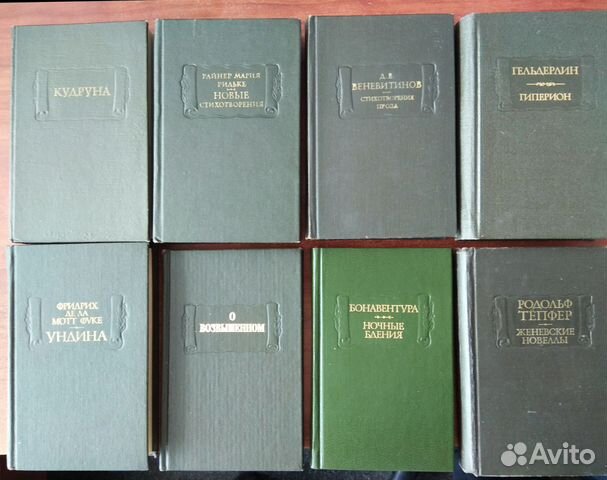 КУДРУНА
РАЙНЕР МАРИЯ
РИЛЬКЕ
НОВЫЕ
СТИХОТВОРЕНИЯ
Д. В.
ВЕНЕВИТИНОВ
СТИХОТВОРЕНИЯ
ПРОЗА
ГЕЛЬДЕРЛИН
ГИПЕРИОН
ФРИДРИХ
ДЕ ЛА
МОТТ ФУКЕ
УНДИНА
О
ВОЗВЫШЕННОМ
БОНАВЕНТУРА
НОЧНЫЕ
БДЕНИЯ
РОДОЛЬФ
ТЁПФЕР
ЖЕНЕВСКИЕ
НОВЕЛЛЫ
Avito